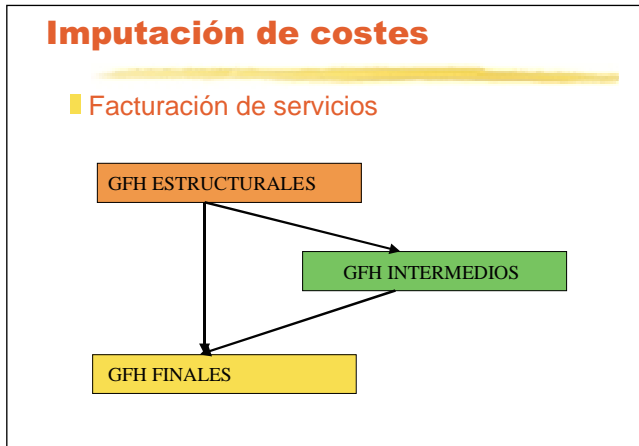 Imputación de costes
Facturación de servicios
GFH ESTRUCTURALES
GFH INTERMEDIOS
GFH FINALES